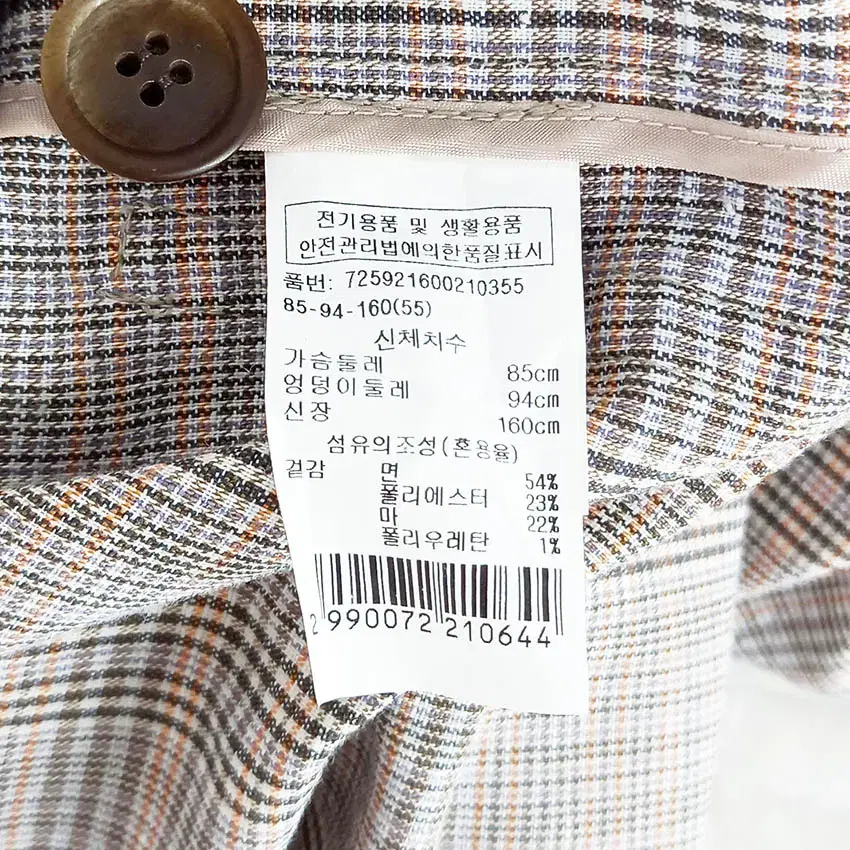 전기용품 및 생활용품
안전관리법에의한품질표시
품번: 725921600210355
85-94-160(55)
신체치수
가슴둘레 85cm
엉덩이둘레 94cm
신장 160cm
섬유의조성(혼용율)
겉감 면 54%
폴리에스터 23%
마 22%
폴리우레탄 1%
2 990072 210644